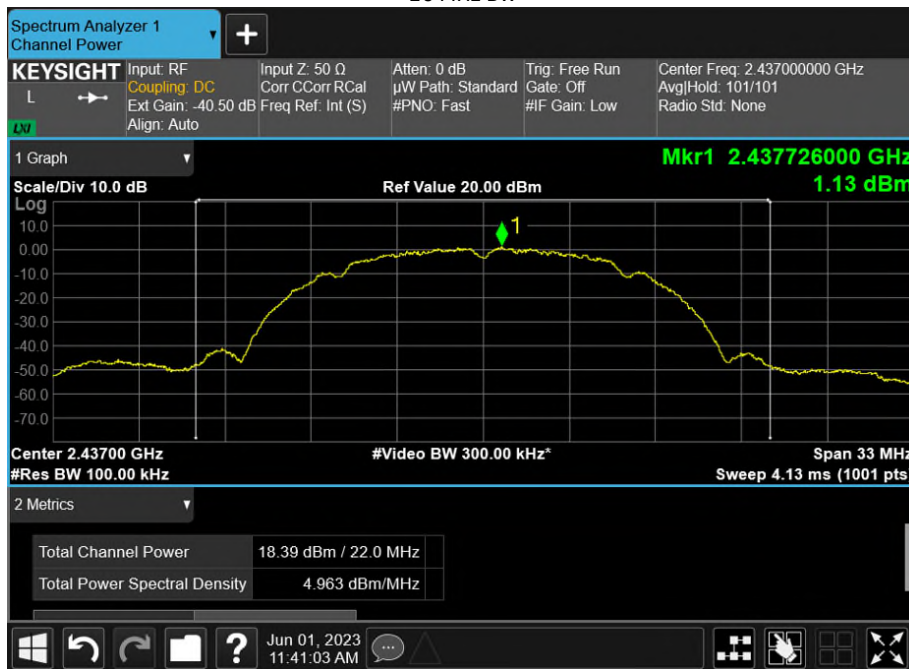 Spectrum Analyzer 1
Channel Power
+
KEYSIGHT
L
LXI
Input: RF
Coupling: DC
Ext Gain: -40.50 dB
Align: Auto
Input Z: 50 Ω
Corr CCorr RCal
Freq Ref: Int (S)
Atten: 0 dB
µW Path: Standard
#PNO: Fast
Trig: Free Run
Gate: Off
#IF Gain: Low
Center Freq: 2.437000000 GHz
Avg|Hold: 101/101
Radio Std: None
1 Graph
Mkr1 2.437726000 GHz
1.13 dBm
Scale/Div 10.0 dB
Ref Value 20.00 dBm
Log
10.0
0.00
-10.0
-20.0
-30.0
-40.0
-50.0
-60.0
-70.0
1
Center 2.43700 GHz
#Video BW 300.00 kHz*
Span 33 MHz
#Res BW 100.00 kHz
Sweep 4.13 ms (1001 pts
2 Metrics
Total Channel Power 18.39 dBm / 22.0 MHz
Total Power Spectral Density 4.963 dBm/MHz
?
Jun 01, 2023
11:41:03 AM